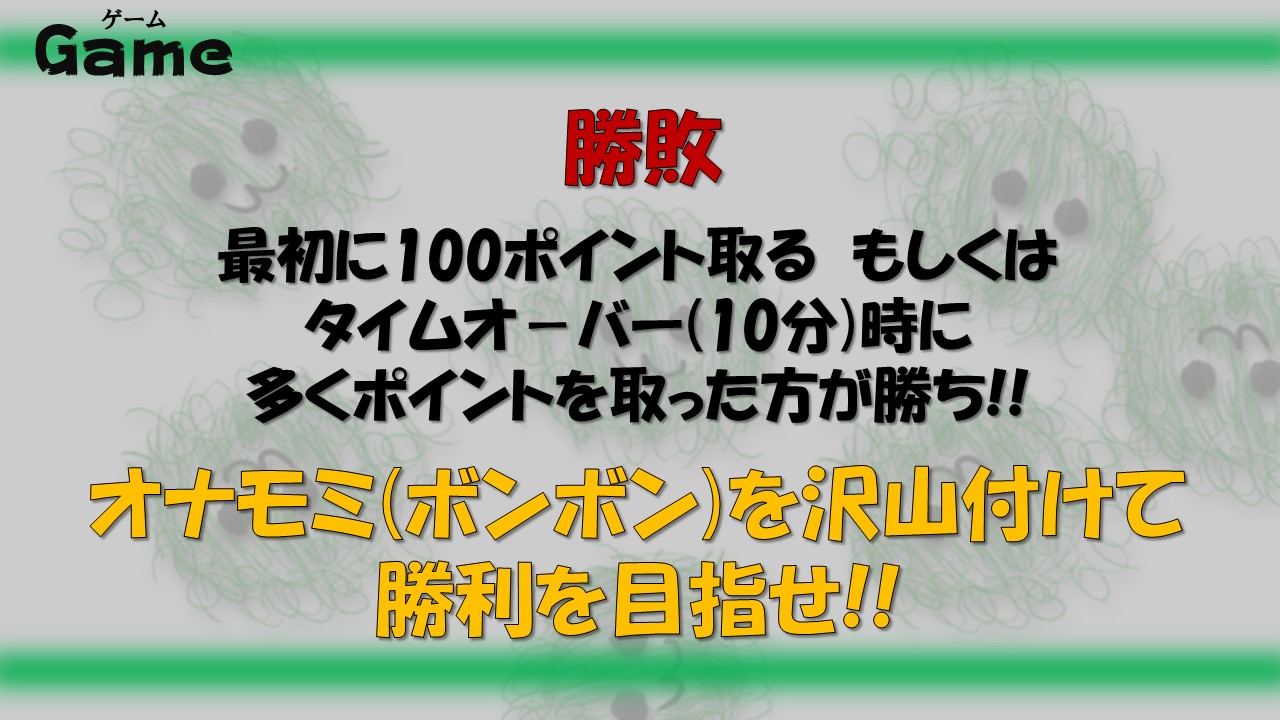 ゲーム
Game
勝敗
最初に100ポイント取る　もしくは
タイムオ－バー(10分)時に
多くポイントを取った方が勝ち!!
オナモミ(ボンボン)を沢山付けて
勝利を目指せ!!